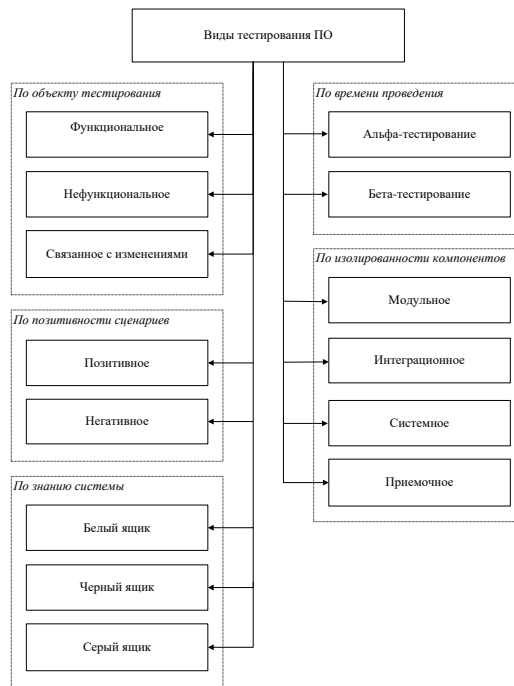 Виды тестирования ПО
По объекту тестирования
Функциональное
Нефункциональное
Связанное с изменениями
По позитивности сценариев
Позитивное
Негативное
По знанию системы
Белый ящик
Черный ящик
Серый ящик
По времени проведения
Альфа-тестирование
Бета-тестирование
По изолированности компонентов
Модульное
Интеграционное
Системное
Приемочное